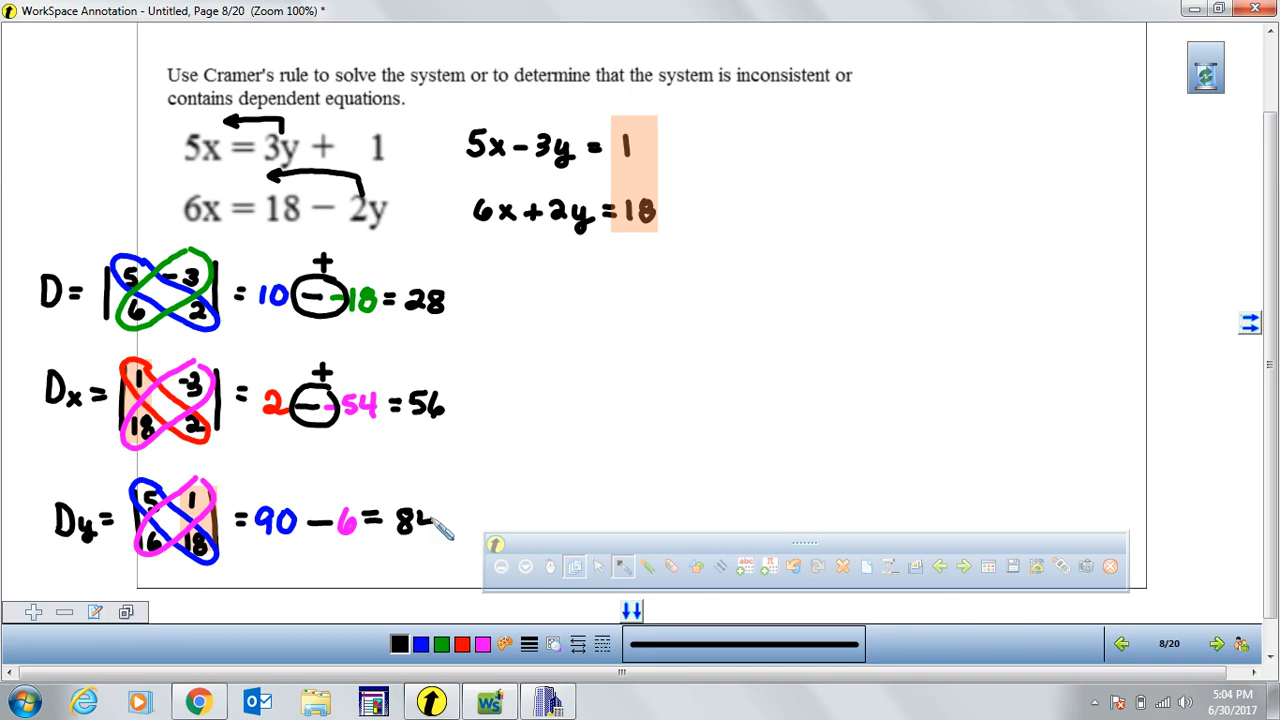 WorkSpace Annotation - Untitled, Page 8/20 (Zoom 100%) *
Use Cramer's rule to solve the system or to determine that the system is inconsistent or
contains dependent equations.
5x = 3y + 1
5x - 3y = 1
6x = 18 - 2y
6x + 2y = 18
D = | 5 -3 | = 10 - -18 = 28
+
| 6 2 |
Dx = | 1 -3 | = 2 - -54 = 56
+
| 18 2 |
Dy = | 5 1 | = 90 - 6 = 84
| 6 18 |
abc
π
8/20
Ws
5:04 PM
6/30/2017